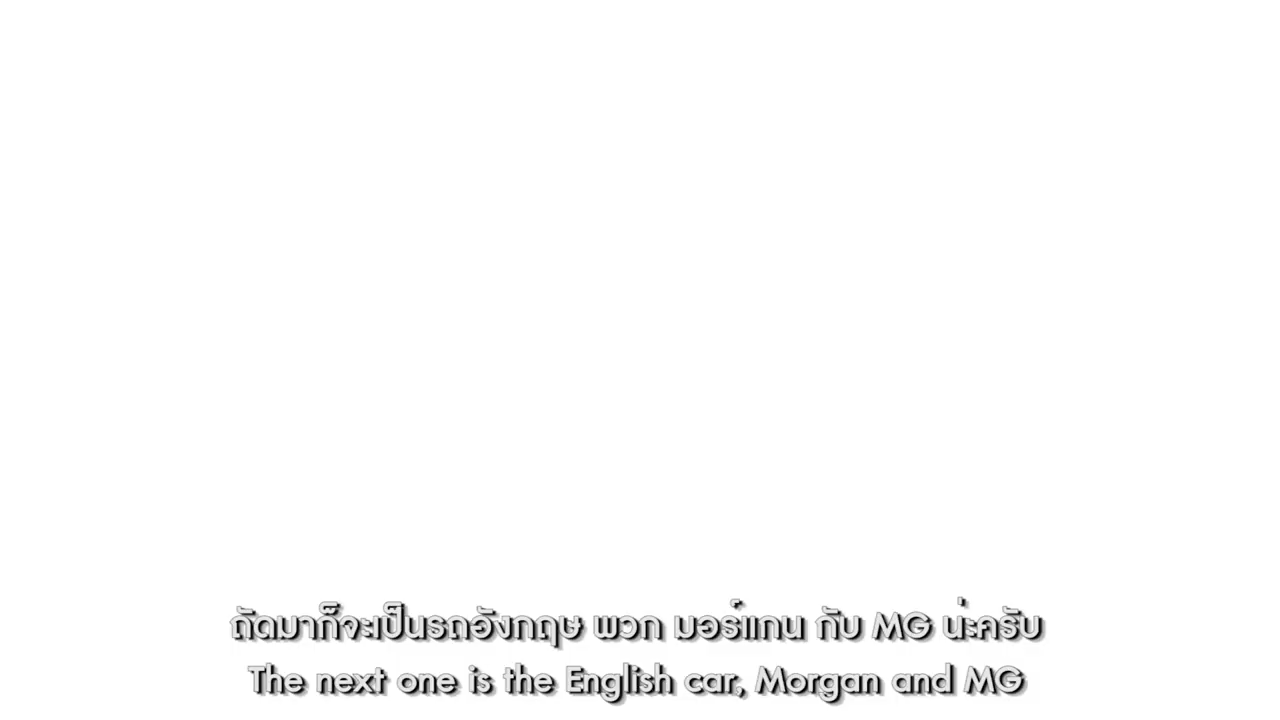 ถัดมาก็จะเป็นรถอังกฤษ พวก มอร์แกน กับ MG น่ะครับ
The next one is the English car, Morgan and MG